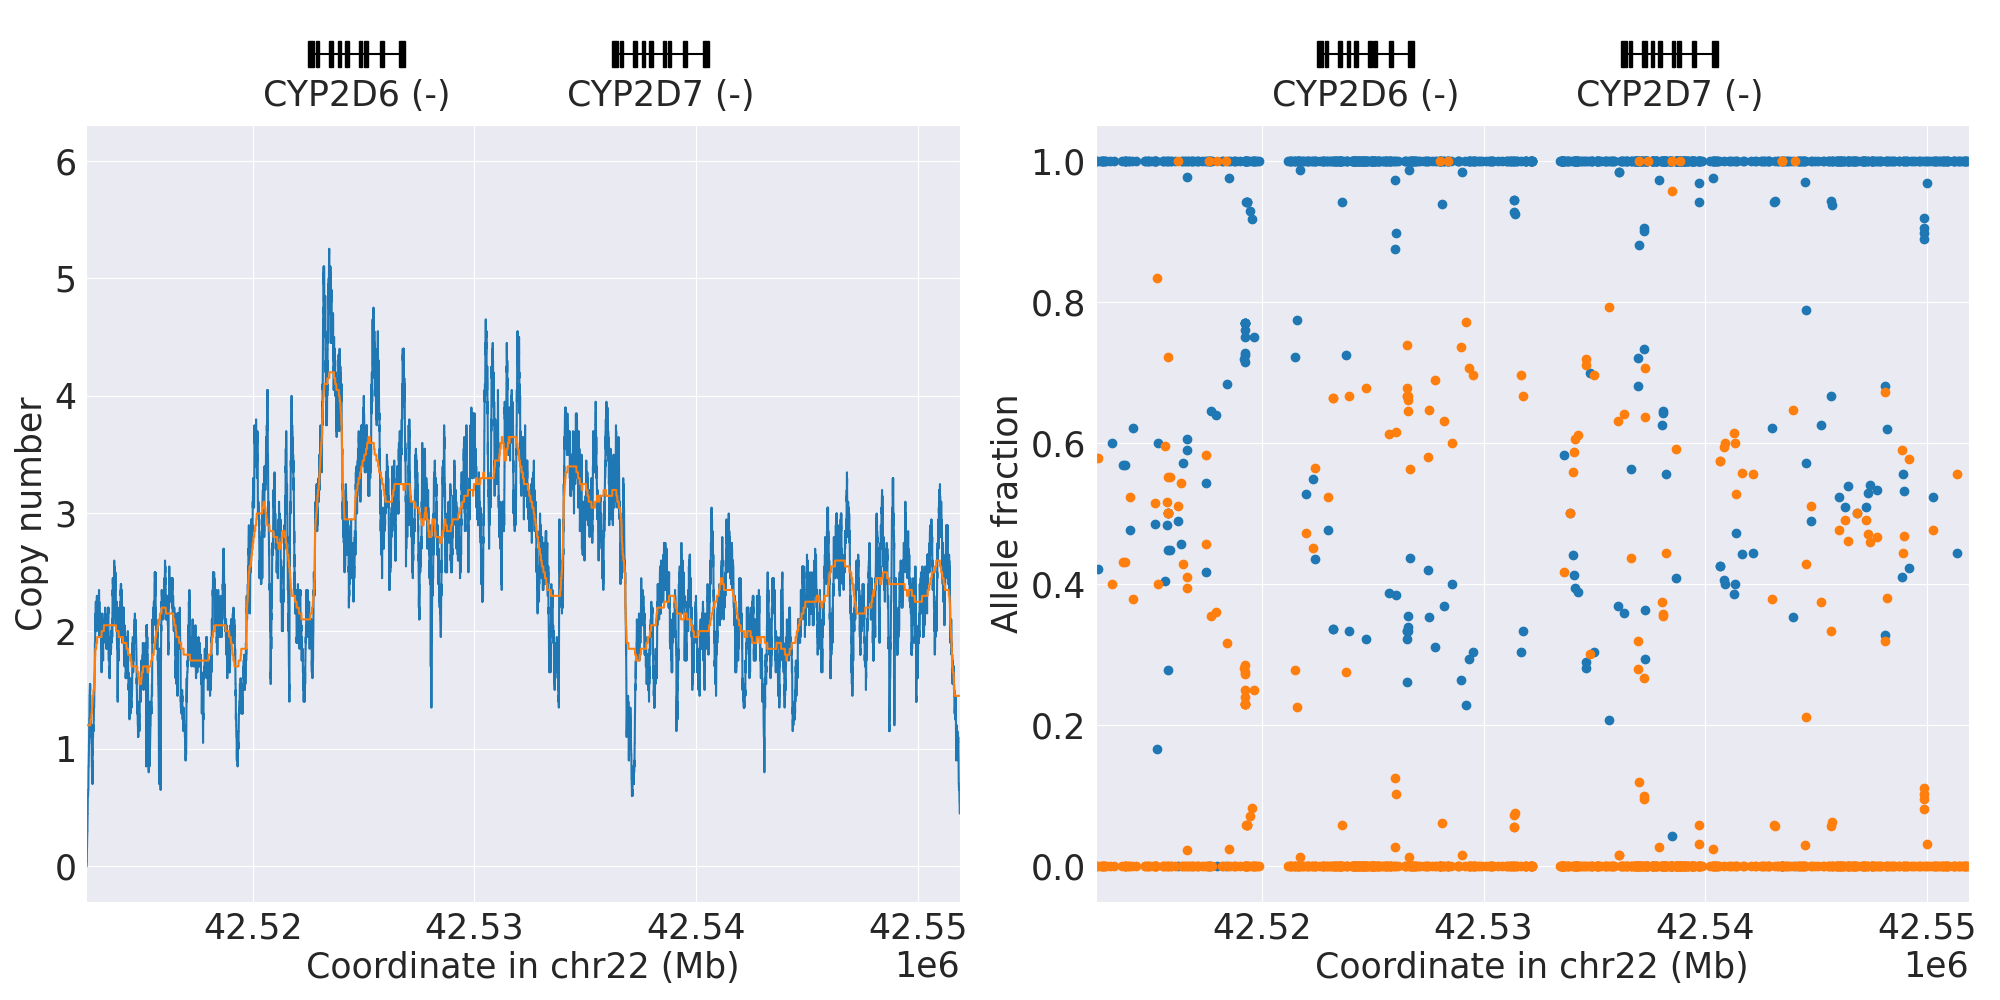 CYP2D6 (-) CYP2D7 (-)
CYP2D6 (-) CYP2D7 (-)
Copy number
6
5
4
3
2
1
0
42.52 42.53 42.54 42.55
Coordinate in chr22 (Mb)
1e6
Allele fraction
1.0
0.8
0.6
0.4
0.2
0.0
42.52 42.53 42.54 42.55
Coordinate in chr22 (Mb)
1e6